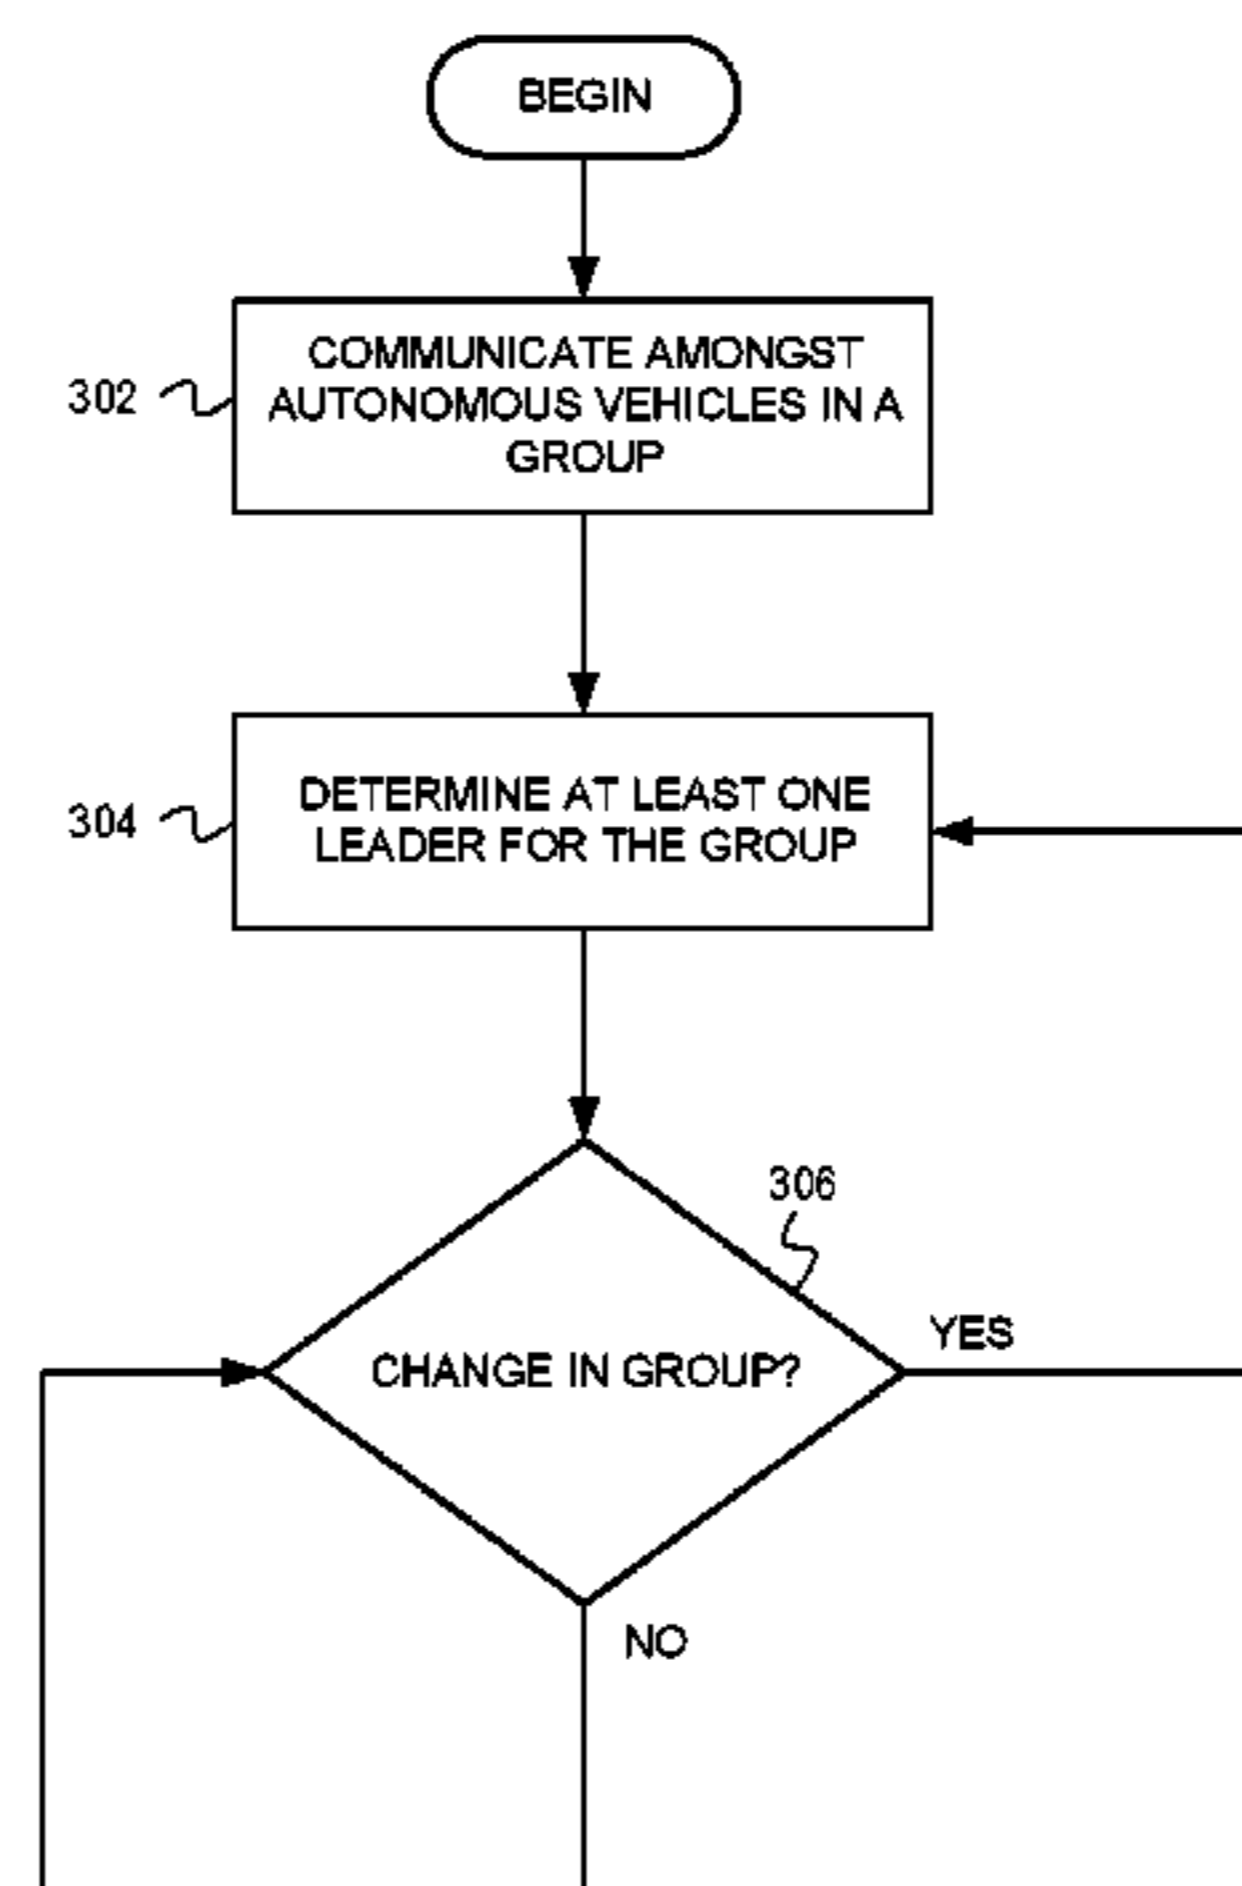 BEGIN
COMMUNICATE AMONGST
AUTONOMOUS VEHICLES IN A
GROUP
302
DETERMINE AT LEAST ONE
LEADER FOR THE GROUP
304
306
CHANGE IN GROUP?
YES
NO